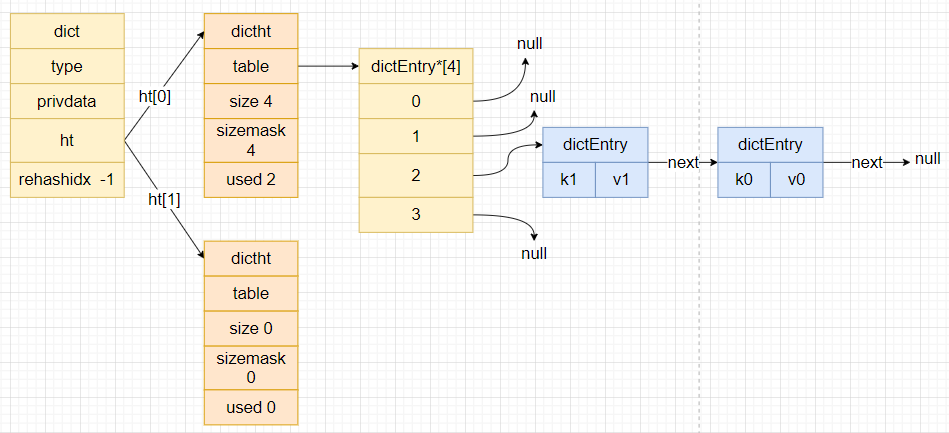 dict
type
privdata
ht
rehashidx -1
ht[0]
ht[1]
dictht
table
size 4
sizemask
4
used 2
dictht
table
size 0
sizemask
0
used 0
dictEntry*[4]
0
1
2
3
null
null
null
dictEntry
k1 v1
next
dictEntry
k0 v0
next
null